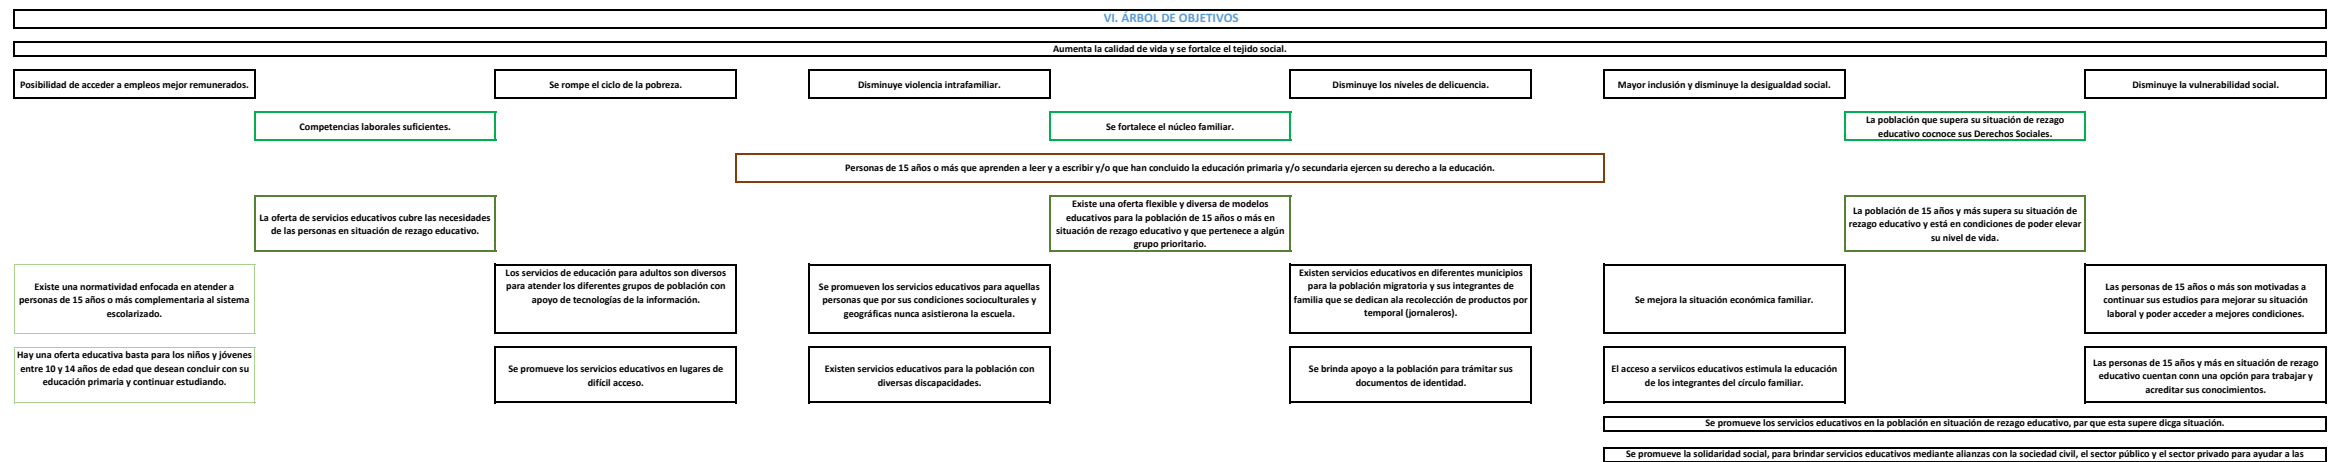 VI. ÁRBOL DE OBJETIVOS
Aumenta la calidad de vida y se fortalce el tejido social.
Posibilidad de acceder a empleos mejor remunerados.
Se rompe el ciclo de la pobreza.
Disminuye violencia intrafamiliar.
Disminuye los niveles de delicuencia.
Mayor inclusión y disminuye la desigualdad social.
Disminuye la vulnerabilidad social.
Competencias laborales suficientes.
Se fortalece el núcleo familiar.
La población que supera su situación de rezago
educativo cocnoce sus Derechos Sociales.
Personas de 15 años o más que aprenden a leer y a escribir y/o que han concluido la educación primaria y/o secundaria ejercen su derecho a la educación.
La oferta de servicios educativos cubre las necesidades
de las personas en situación de rezago educativo.
Existe una oferta flexible y diversa de modelos
educativos para la población de 15 años o más en
situación de rezago educativo y que pertenece a algún
grupo prioritario.
La población de 15 años y más supera su situación de
rezago educativo y está en condiciones de poder elevar
su nivel de vida.
Existe una normatividad enfocada en atender a
personas de 15 años o más complementaria al sistema
escolarizado.
Los servicios de educación para adultos son diversos
para atender los diferentes grupos de población con
apoyo de tecnologías de la información.
Se promueven los servicios educativos para aquellas
personas que por sus condiciones socioculturales y
geográficas nunca asistierona la escuela.
Existen servicios educativos en diferentes municipios
para la población migratoria y sus integrantes de
familia que se dedican ala recolección de productos por
temporal (jornaleros).
Se mejora la situación económica familiar.
Las personas de 15 años o más son motivadas a
continuar sus estudios para mejorar su situación
laboral y poder acceder a mejores condiciones.
Hay una oferta educativa basta para los niños y jóvenes
entre 10 y 14 años de edad que desean concluir con su
educación primaria y continuar estudiando.
Se promueve los servicios educativos en lugares de
difícil acceso.
Existen servicios educativos para la población con
diversas discapacidades.
Se brinda apoyo a la población para trámitar sus
documentos de identidad.
El acceso a serviicos educativos estimula la educación
de los integrantes del círculo familiar.
Las personas de 15 años y más en situación de rezago
educativo cuentan conn una opción para trabajar y
acreditar sus conocimientos.
Se promueve los servicios educativos en la población en situación de rezago educativo, par que esta supere dicga situación.
Se promueve la solidaridad social, para brindar servicios educativos mediante alianzas con la sociedad civil, el sector público y el sector privado para ayudar a las